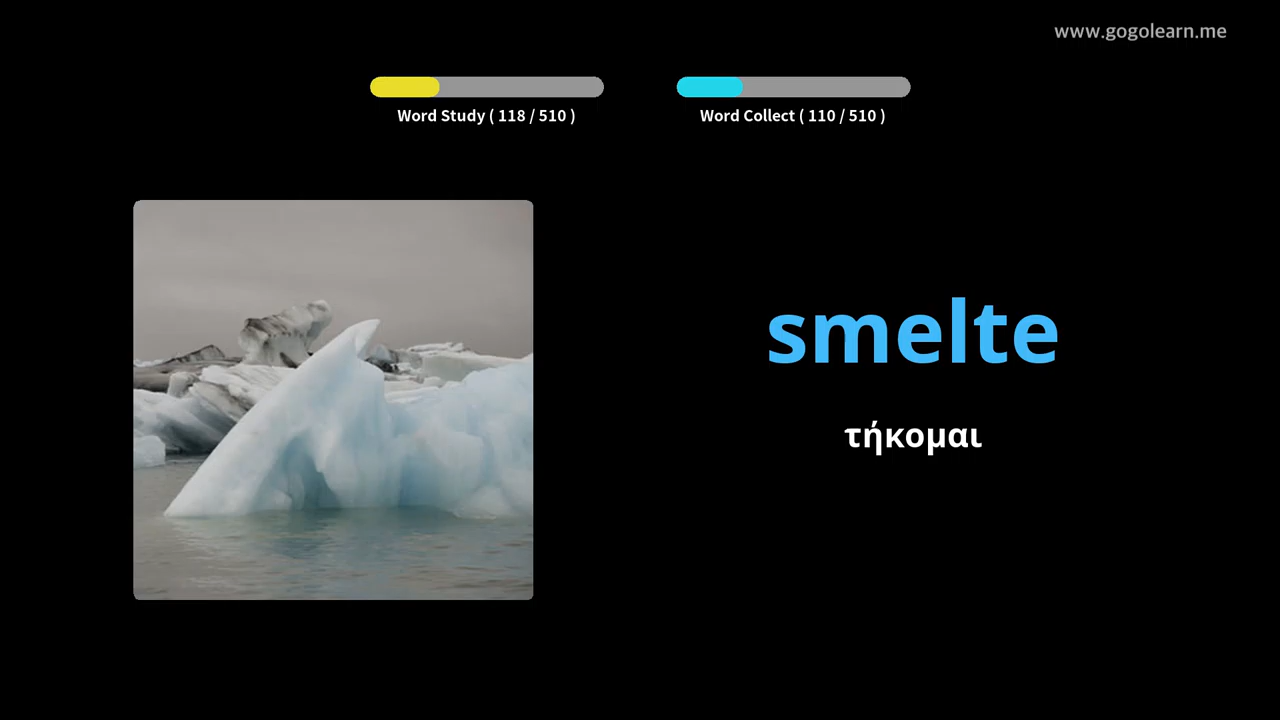 www.gogolearn.me
Word Study ( 118 / 510 )
Word Collect ( 110 / 510 )
smelte
τήκομαι